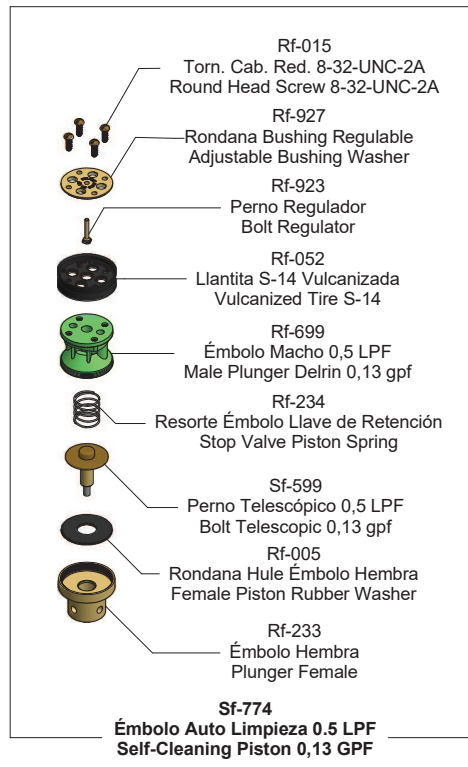 Rf-015
Torn. Cab. Red. 8-32-UNC-2A
Round Head Screw 8-32-UNC-2A
Rf-927
Rondana Bushing Regulable
Adjustable Bushing Washer
Rf-923
Perno Regulador
Bolt Regulator
Rf-052
Llantita S-14 Vulcanizada
Vulcanized Tire S-14
Rf-699
Émbolo Macho 0,5 LPF
Male Plunger Delrin 0,13 gpf
Rf-234
Resorte Émbolo Llave de Retención
Stop Valve Piston Spring
Sf-599
Perno Telescópico 0,5 LPF
Bolt Telescopic 0,13 gpf
Rf-005
Rondana Hule Émbolo Hembra
Female Piston Rubber Washer
Rf-233
Émbolo Hembra
Plunger Female
Sf-774
Émbolo Auto Limpieza 0.5 LPF
Self-Cleaning Piston 0,13 GPF